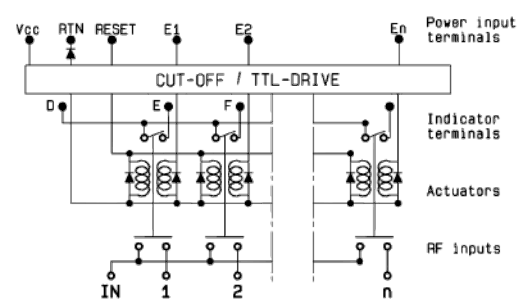 Vcc RTN RESET E1 E2 En Power input
terminals
CUT-OFF / TTL-DRIVE
D E F Indicator
terminals
Actuators
RF inputs
IN 1 2 n